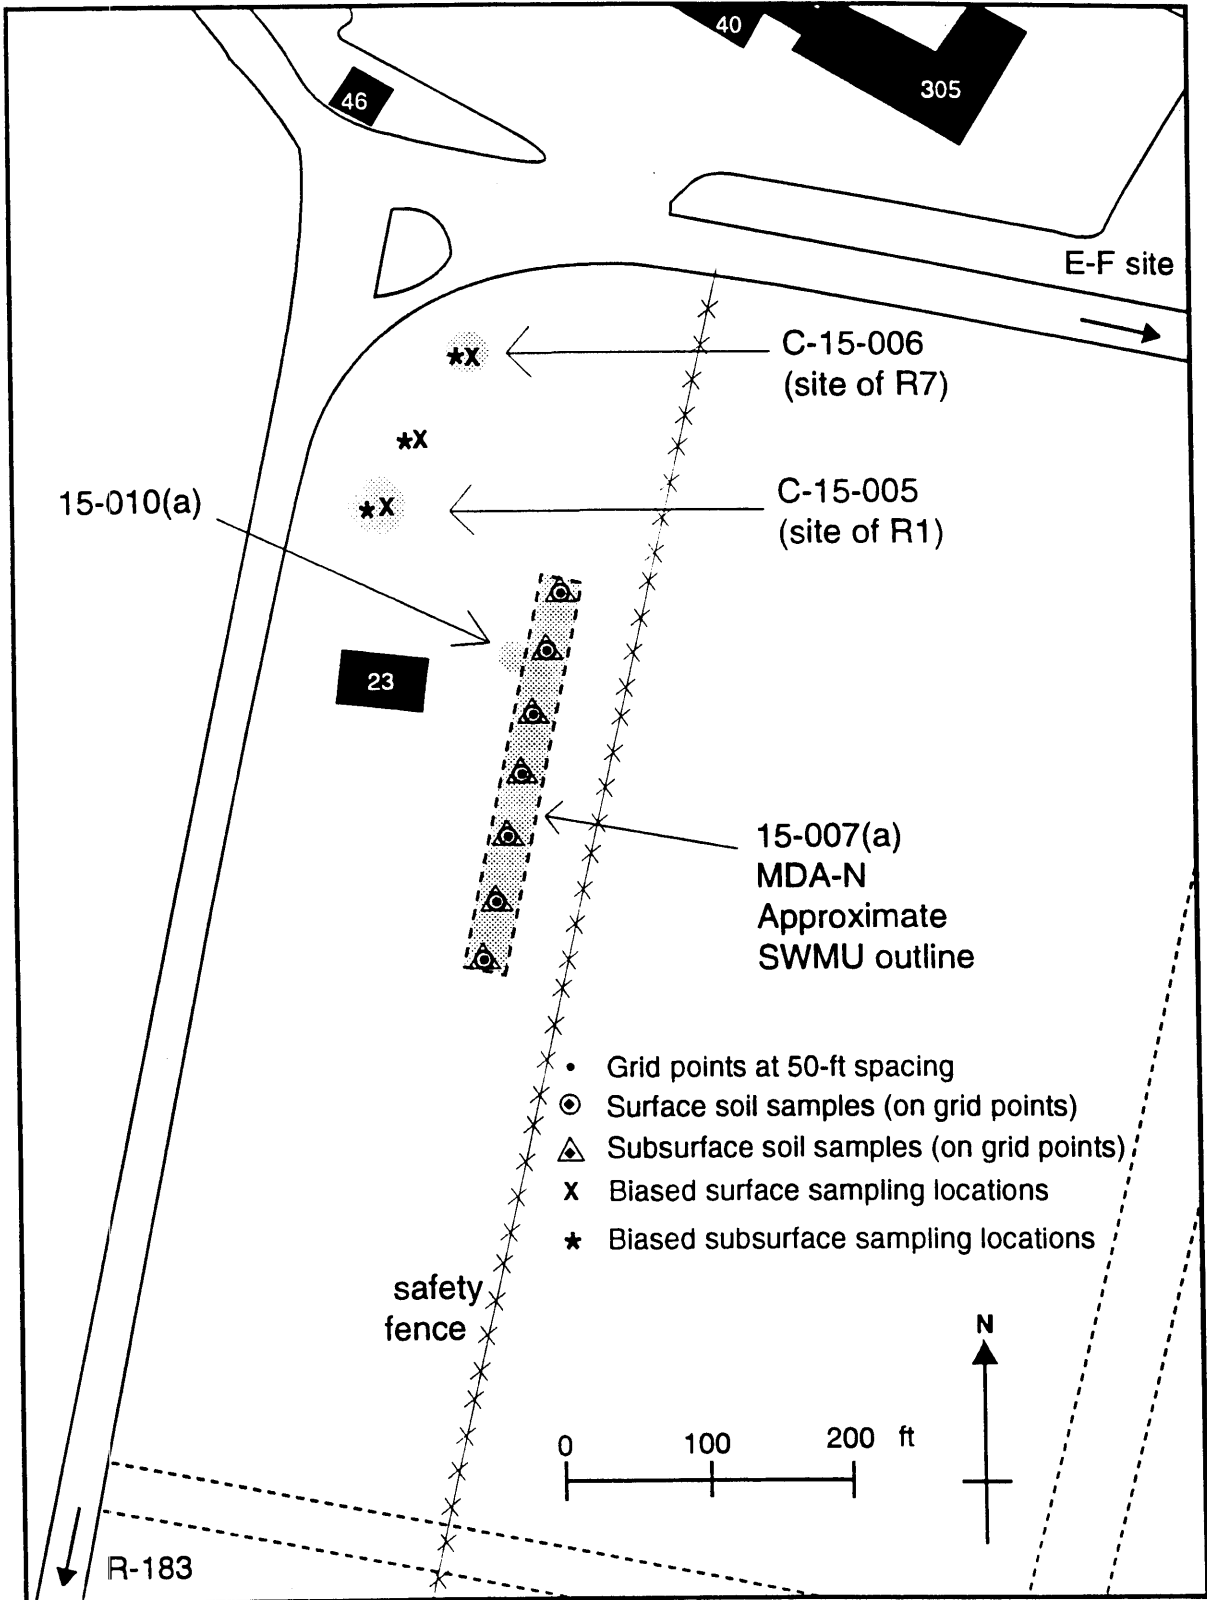 40
305
46
E-F site
C-15-006
(site of R7)
15-010(a)
C-15-005
(site of R1)
23
15-007(a)
MDA-N
Approximate
SWMU outline
Grid points at 50-ft spacing
Surface soil samples (on grid points)
Subsurface soil samples (on grid points)
X Biased surface sampling locations
* Biased subsurface sampling locations
safety
fence
N
0 100 200 ft
R-183